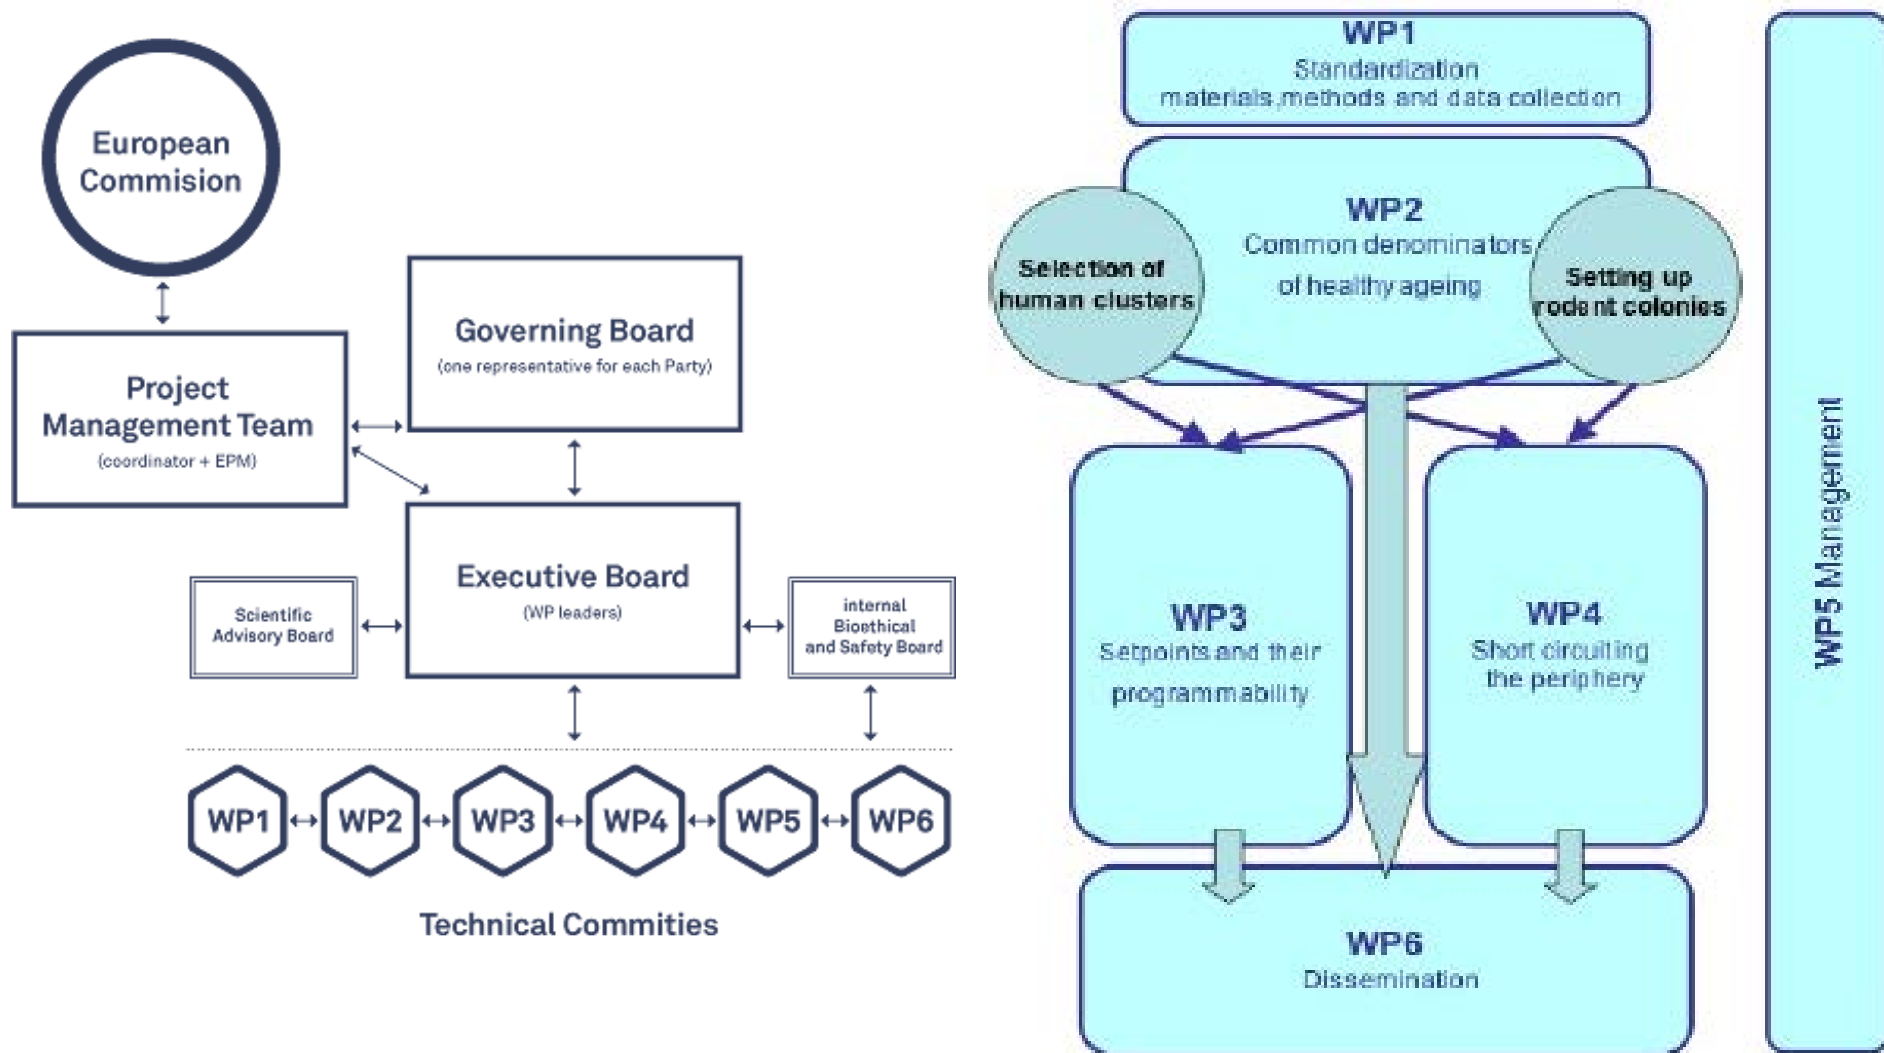 European
Commision
Project
Management Team
(coordinator + EPM)
Governing Board
(one representative for each Party)
Executive Board
(WP leaders)
Scientific
Advisory Board
internal
Bioethical
and Safety Board
WP1
WP2
WP3
WP4
WP5
WP6
Technical Commities
WP1
Standardization
materials,methods and data collection
WP2
Common denominators
of healthy ageing
Selection of
human clusters
Setting up
rodent colonies
WP3
Setpoints and their
programmability
WP4
Short circuiting
the periphery
WP6
Dissemination
WP5 Management